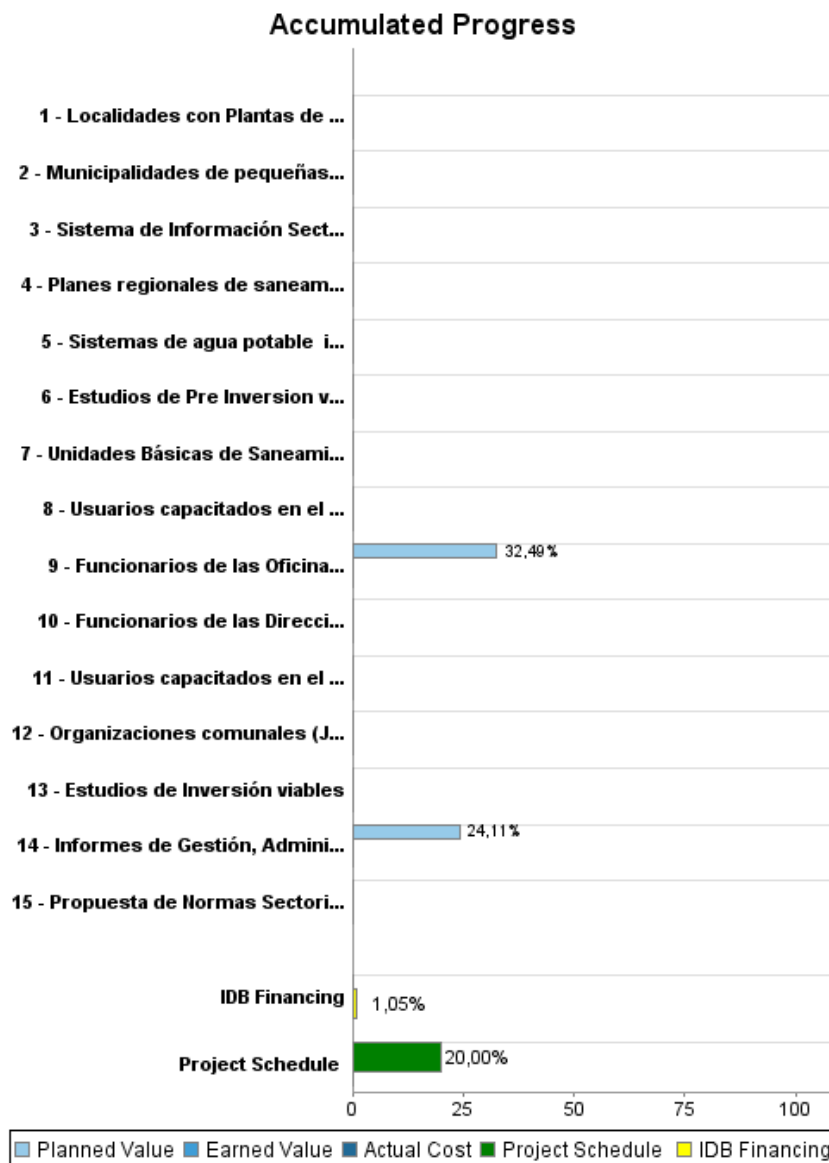 Accumulated Progress
1 - Localidades con Plantas de ...
2 - Municipalidades de pequeñas...
3 - Sistema de Información Sect...
4 - Planes regionales de saneam...
5 - Sistemas de agua potable  i...
6 - Estudios de Pre Inversion v...
7 - Unidades Básicas de Saneami...
8 - Usuarios capacitados en el ...
32,49%
9 - Funcionarios de las Oficina...
10 - Funcionarios de las Direcci...
11 - Usuarios capacitados en el ...
12 - Organizaciones comunales (J...
13 - Estudios de Inversión viables
24,11%
14 - Informes de Gestión, Admini...
15 - Propuesta de Normas Sectori...
IDB Financing 1,05%
Project Schedule 20,00%
0 25 50 75 100
Planned Value Earned Value Actual Cost Project Schedule IDB Financing